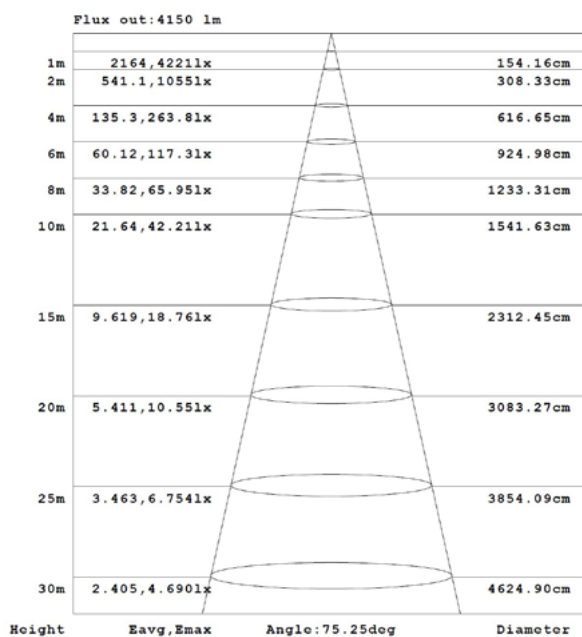 Flux out:4150 lm
1m 2164,4221lx 154.16cm
2m 541.1,1055lx 308.33cm
4m 135.3,263.8lx 616.65cm
6m 60.12,117.3lx 924.98cm
8m 33.82,65.95lx 1233.31cm
10m 21.64,42.21lx 1541.63cm
15m 9.619,18.76lx 2312.45cm
20m 5.411,10.55lx 3083.27cm
25m 3.463,6.754lx 3854.09cm
30m 2.405,4.690lx 4624.90cm
Height Eavg,Emax Angle:75.25deg Diameter